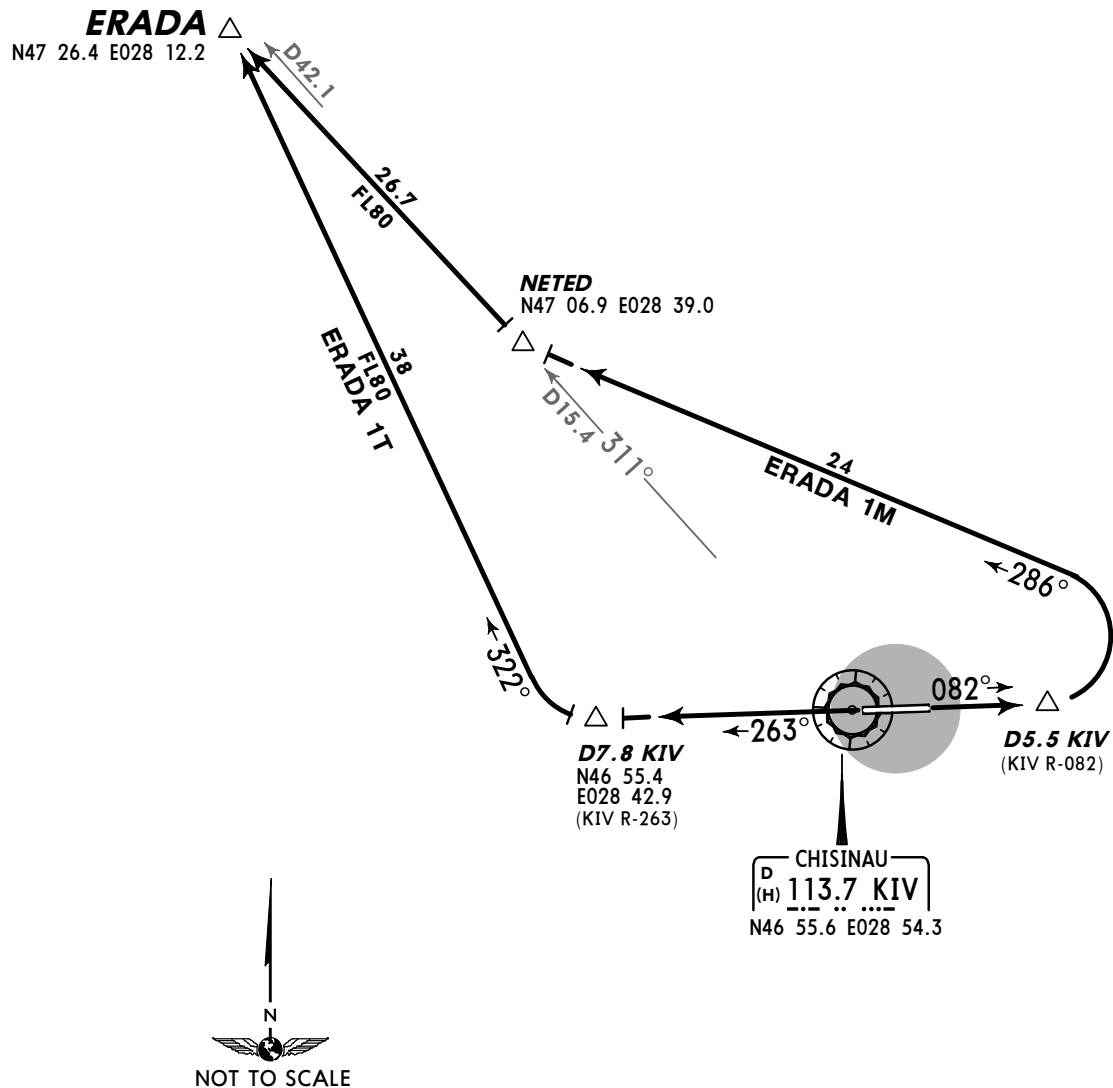 ERADA
N47 26.4 E028 12.2
D42.1
26.7
FL80
NETED
N47 06.9 E028 39.0
38
FL80
ERADA 1T
D15.4
311°
24
ERADA 1M
286°
322°
082°
263°
D7.8 KIV
N46 55.4
E028 42.9
(KIV R-263)
D5.5 KIV
(KIV R-082)
CHISINAU
D
(H) 113.7 KIV
N46 55.6 E028 54.3
N
NOT TO SCALE